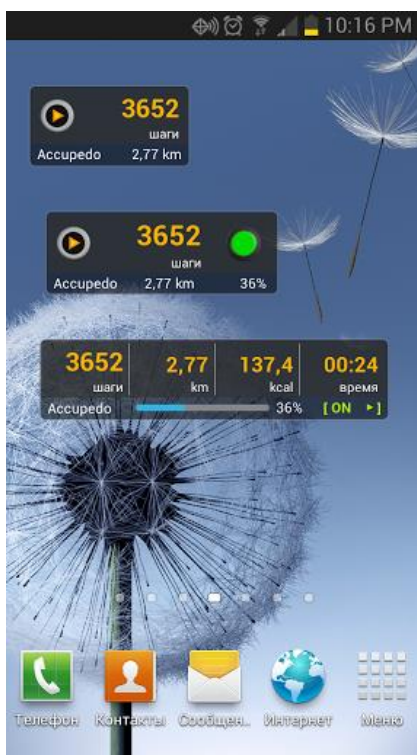 10:16 PM
3652
шаги
Accupedo 2,77 km
3652
шаги
Accupedo 2,77 km 36%
3652 2,77 137,4 00:24
шаги km kcal время
Accupedo 36% [ON ►]
Телефон Контакты Сообщен.. Интернет Меню